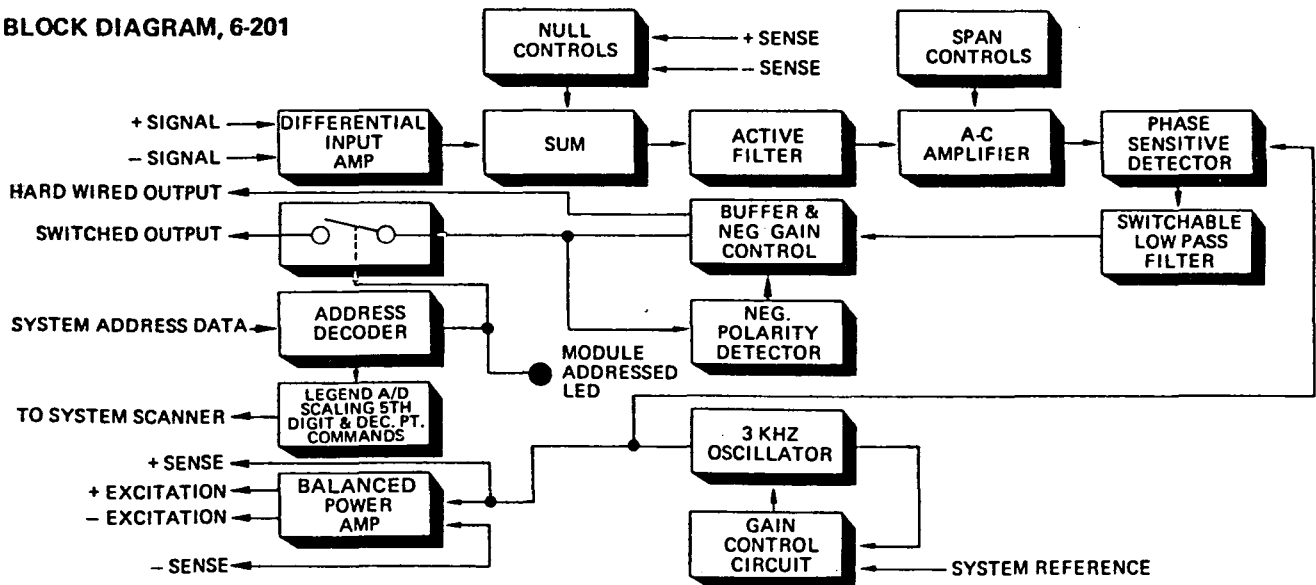 BLOCK DIAGRAM, 6-201
NULL
CONTROLS
+ SENSE
− SENSE
SPAN
CONTROLS
+ SIGNAL
− SIGNAL
DIFFERENTIAL
INPUT
AMP
SUM
ACTIVE
FILTER
A-C
AMPLIFIER
PHASE
SENSITIVE
DETECTOR
HARD WIRED OUTPUT
SWITCHED OUTPUT
BUFFER &
NEG GAIN
CONTROL
SWITCHABLE
LOW PASS
FILTER
SYSTEM ADDRESS DATA
ADDRESS
DECODER
MODULE
ADDRESSED
LED
NEG.
POLARITY
DETECTOR
TO SYSTEM SCANNER
LEGEND A/D
SCALING 5TH
DIGIT & DEC. PT.
COMMANDS
3 KHZ
OSCILLATOR
+ SENSE
+ EXCITATION
− EXCITATION
− SENSE
BALANCED
POWER
AMP
GAIN
CONTROL
CIRCUIT
SYSTEM REFERENCE